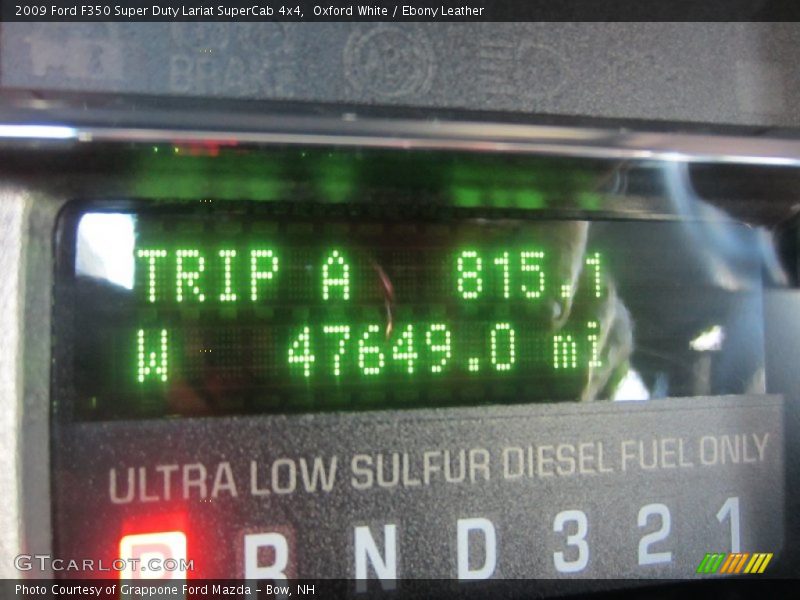 2009 Ford F350 Super Duty Lariat SuperCab 4x4, Oxford White / Ebony Leather
BRAKE
TRIP A 815.1
W 47649.0 mi
ULTRA LOW SULFUR DIESEL FUEL ONLY
P R N D 3 2 1
GTCARLOT.COM
Photo Courtesy of Grappone Ford Mazda - Bow, NH